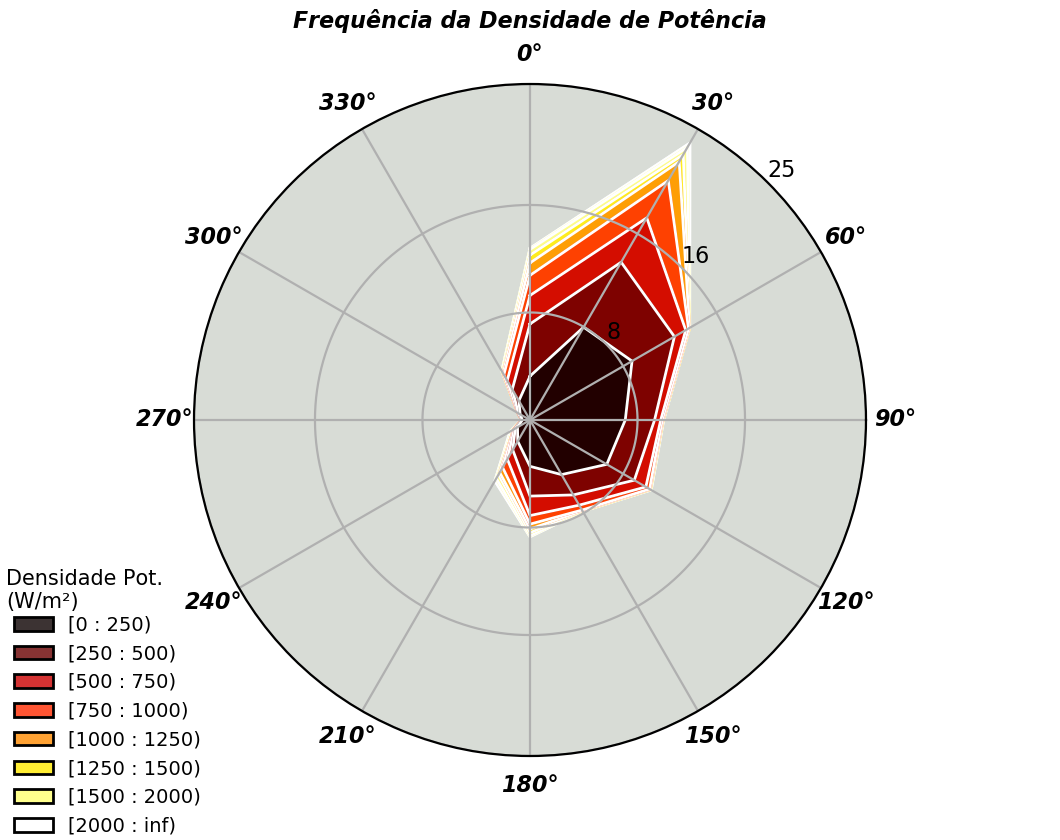 Frequência da Densidade de Potência
0°
330°
30°
25
300°
60°
16
8
270°
90°
240°
120°
210°
150°
180°
Densidade Pot.
(W/m²)
[0 : 250)
[250 : 500)
[500 : 750)
[750 : 1000)
[1000 : 1250)
[1250 : 1500)
[1500 : 2000)
[2000 : inf)